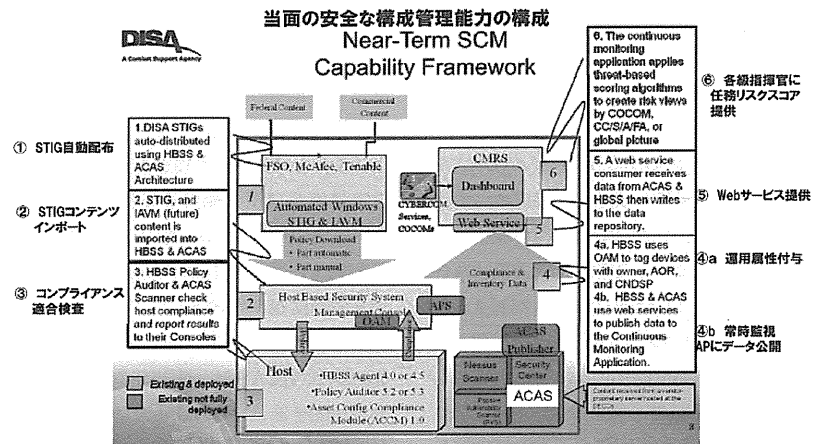 当面の安全な構成管理能力の構成
DISA
A Combat Support Agency
Near-Term SCM
Capability Framework
Federal Content
Commercial
Content
① STIG自動配布
② STIGコンテンツ
インポート
③ コンプライアンス
適合検査
1.DISA STIGs
auto-distributed
using HBSS &
ACAS
Architecture
2. STIG, and
IAVM (future)
content is
imported into
HBSS & ACAS
3. HBSS Policy
Auditor & ACAS
Scanner check
host compliance
and report results
to their Consoles
FSO, McAfee, Tenable
1
Automated Windows
STIG & IAVM
Policy Download
• Part automatic
• Part manual
CMRS
Dashboard
6
CYBERCOM
Services,
COCOMs
Web Service
5
Compliance &
Inventory Data
4
2
Host Based Security System
Management Console
OAM
APS
Host
•HBSS Agent 4.0 or 4.5
•Policy Auditor 5.2 or 5.3
•Asset Config Compliance
Module(ACCM) 1.0
3
ACAS
Publisher
Nessus
Scanner
Security
Center
ACAS
Existing & deployed
Existing not fully
deployed
6. The continuous
monitoring
application applies
threat-based
scoring algorithms
to create risk views
by COCOM,
CC/S/A/FA, or
global picture
5. A web service
consumer receives
data from ACAS &
HBSS then writes
to the data
repository.
4a. HBSS uses
OAM to tag devices
with owner, AOR,
and CNDSP
4b. HBSS & ACAS
use web services
to publish data to
the Continuous
Monitoring
Application.
⑥ 各級指揮官に
任務リスクスコア
提供
⑤ Webサービス提供
④a 運用属性付与
④b 常時監視
APにデータ公開